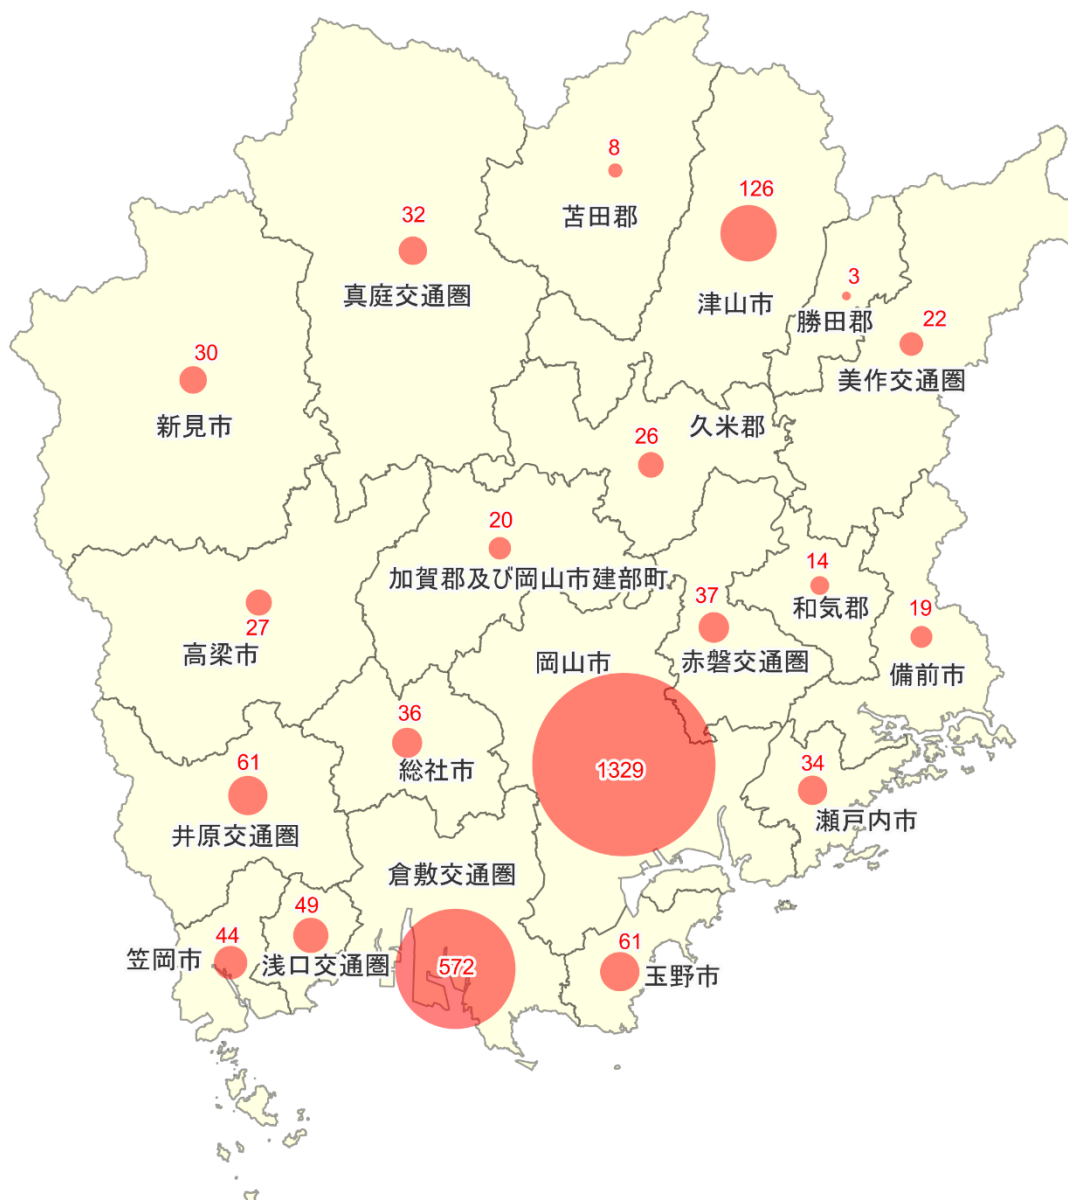 8
苫田郡
126
津山市
32
真庭交通圏
3
勝田郡
22
美作交通圏
30
新見市
26
久米郡
20
加賀郡及び岡山市建部町
14
和気郡
37
赤磐交通圏
19
備前市
27
高梁市
岡山市
1329
36
総社市
61
井原交通圏
34
瀬戸内市
倉敷交通圏
572
49
浅口交通圏
44
笠岡市
61
玉野市